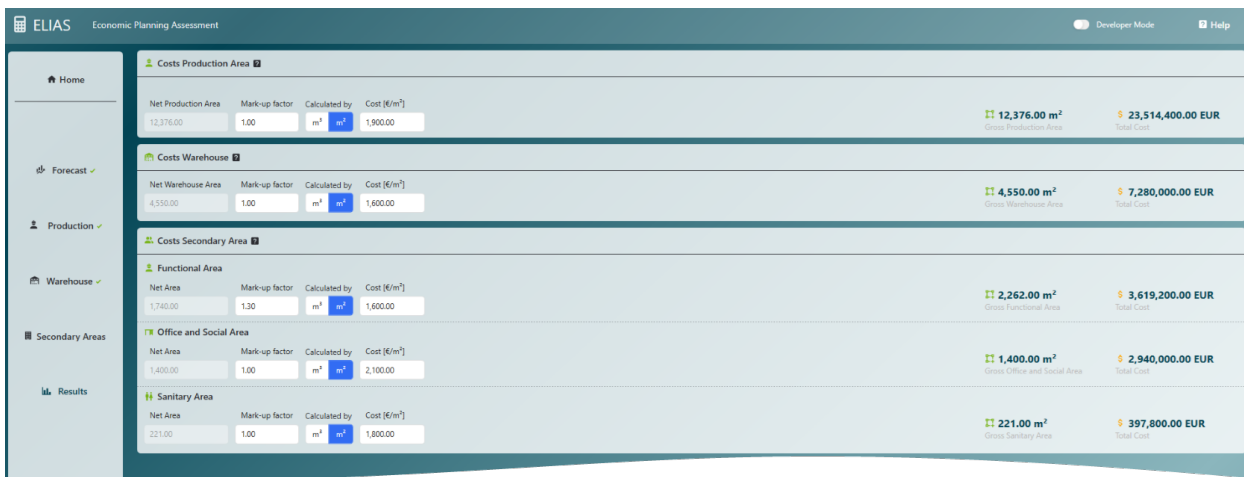 ELIAS Economic Planning Assessment Developer Mode Help
Home
Forecast
Production
Warehouse
Secondary Areas
Results
Costs Production Area
Net Production Area Mark-up factor Calculated by Cost [€/m²]
12,376.00 1.00 m³ m² 1,900.00
12,376.00 m² 23,514,400.00 EUR
Gross Production Area Total Cost
Costs Warehouse
Net Warehouse Area Mark-up factor Calculated by Cost [€/m²]
4,550.00 1.00 m³ m² 1,600.00
4,550.00 m² 7,280,000.00 EUR
Gross Warehouse Area Total Cost
Costs Secondary Area
Functional Area
Net Area Mark-up factor Calculated by Cost [€/m²]
1,740.00 1.30 m³ m² 1,600.00
2,262.00 m² 3,619,200.00 EUR
Gross Functional Area Total Cost
Office and Social Area
Net Area Mark-up factor Calculated by Cost [€/m²]
1,400.00 1.00 m³ m² 2,100.00
1,400.00 m² 2,940,000.00 EUR
Gross Office and Social Area Total Cost
Sanitary Area
Net Area Mark-up factor Calculated by Cost [€/m²]
221.00 1.00 m³ m² 1,800.00
221.00 m² 397,800.00 EUR
Gross Sanitary Area Total Cost